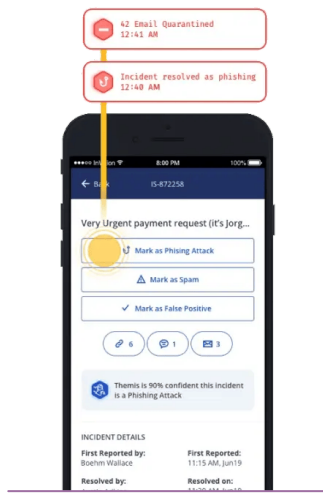 42 Email Quarantined
12:41 AM
Incident resolved as phishing
12:40 AM
8:00 PM
100%
Back
IS-872258
Very Urgent payment request (it's Jorg...
Mark as Phising Attack
Mark as Spam
Mark as False Positive
6
1
3
Themis is 90% confident this incident
is a Phishing Attack
INCIDENT DETAILS
First Reported by:
Boehm Wallace
First Reported:
11:15 AM, Jun19
Resolved by:
Resolved on: